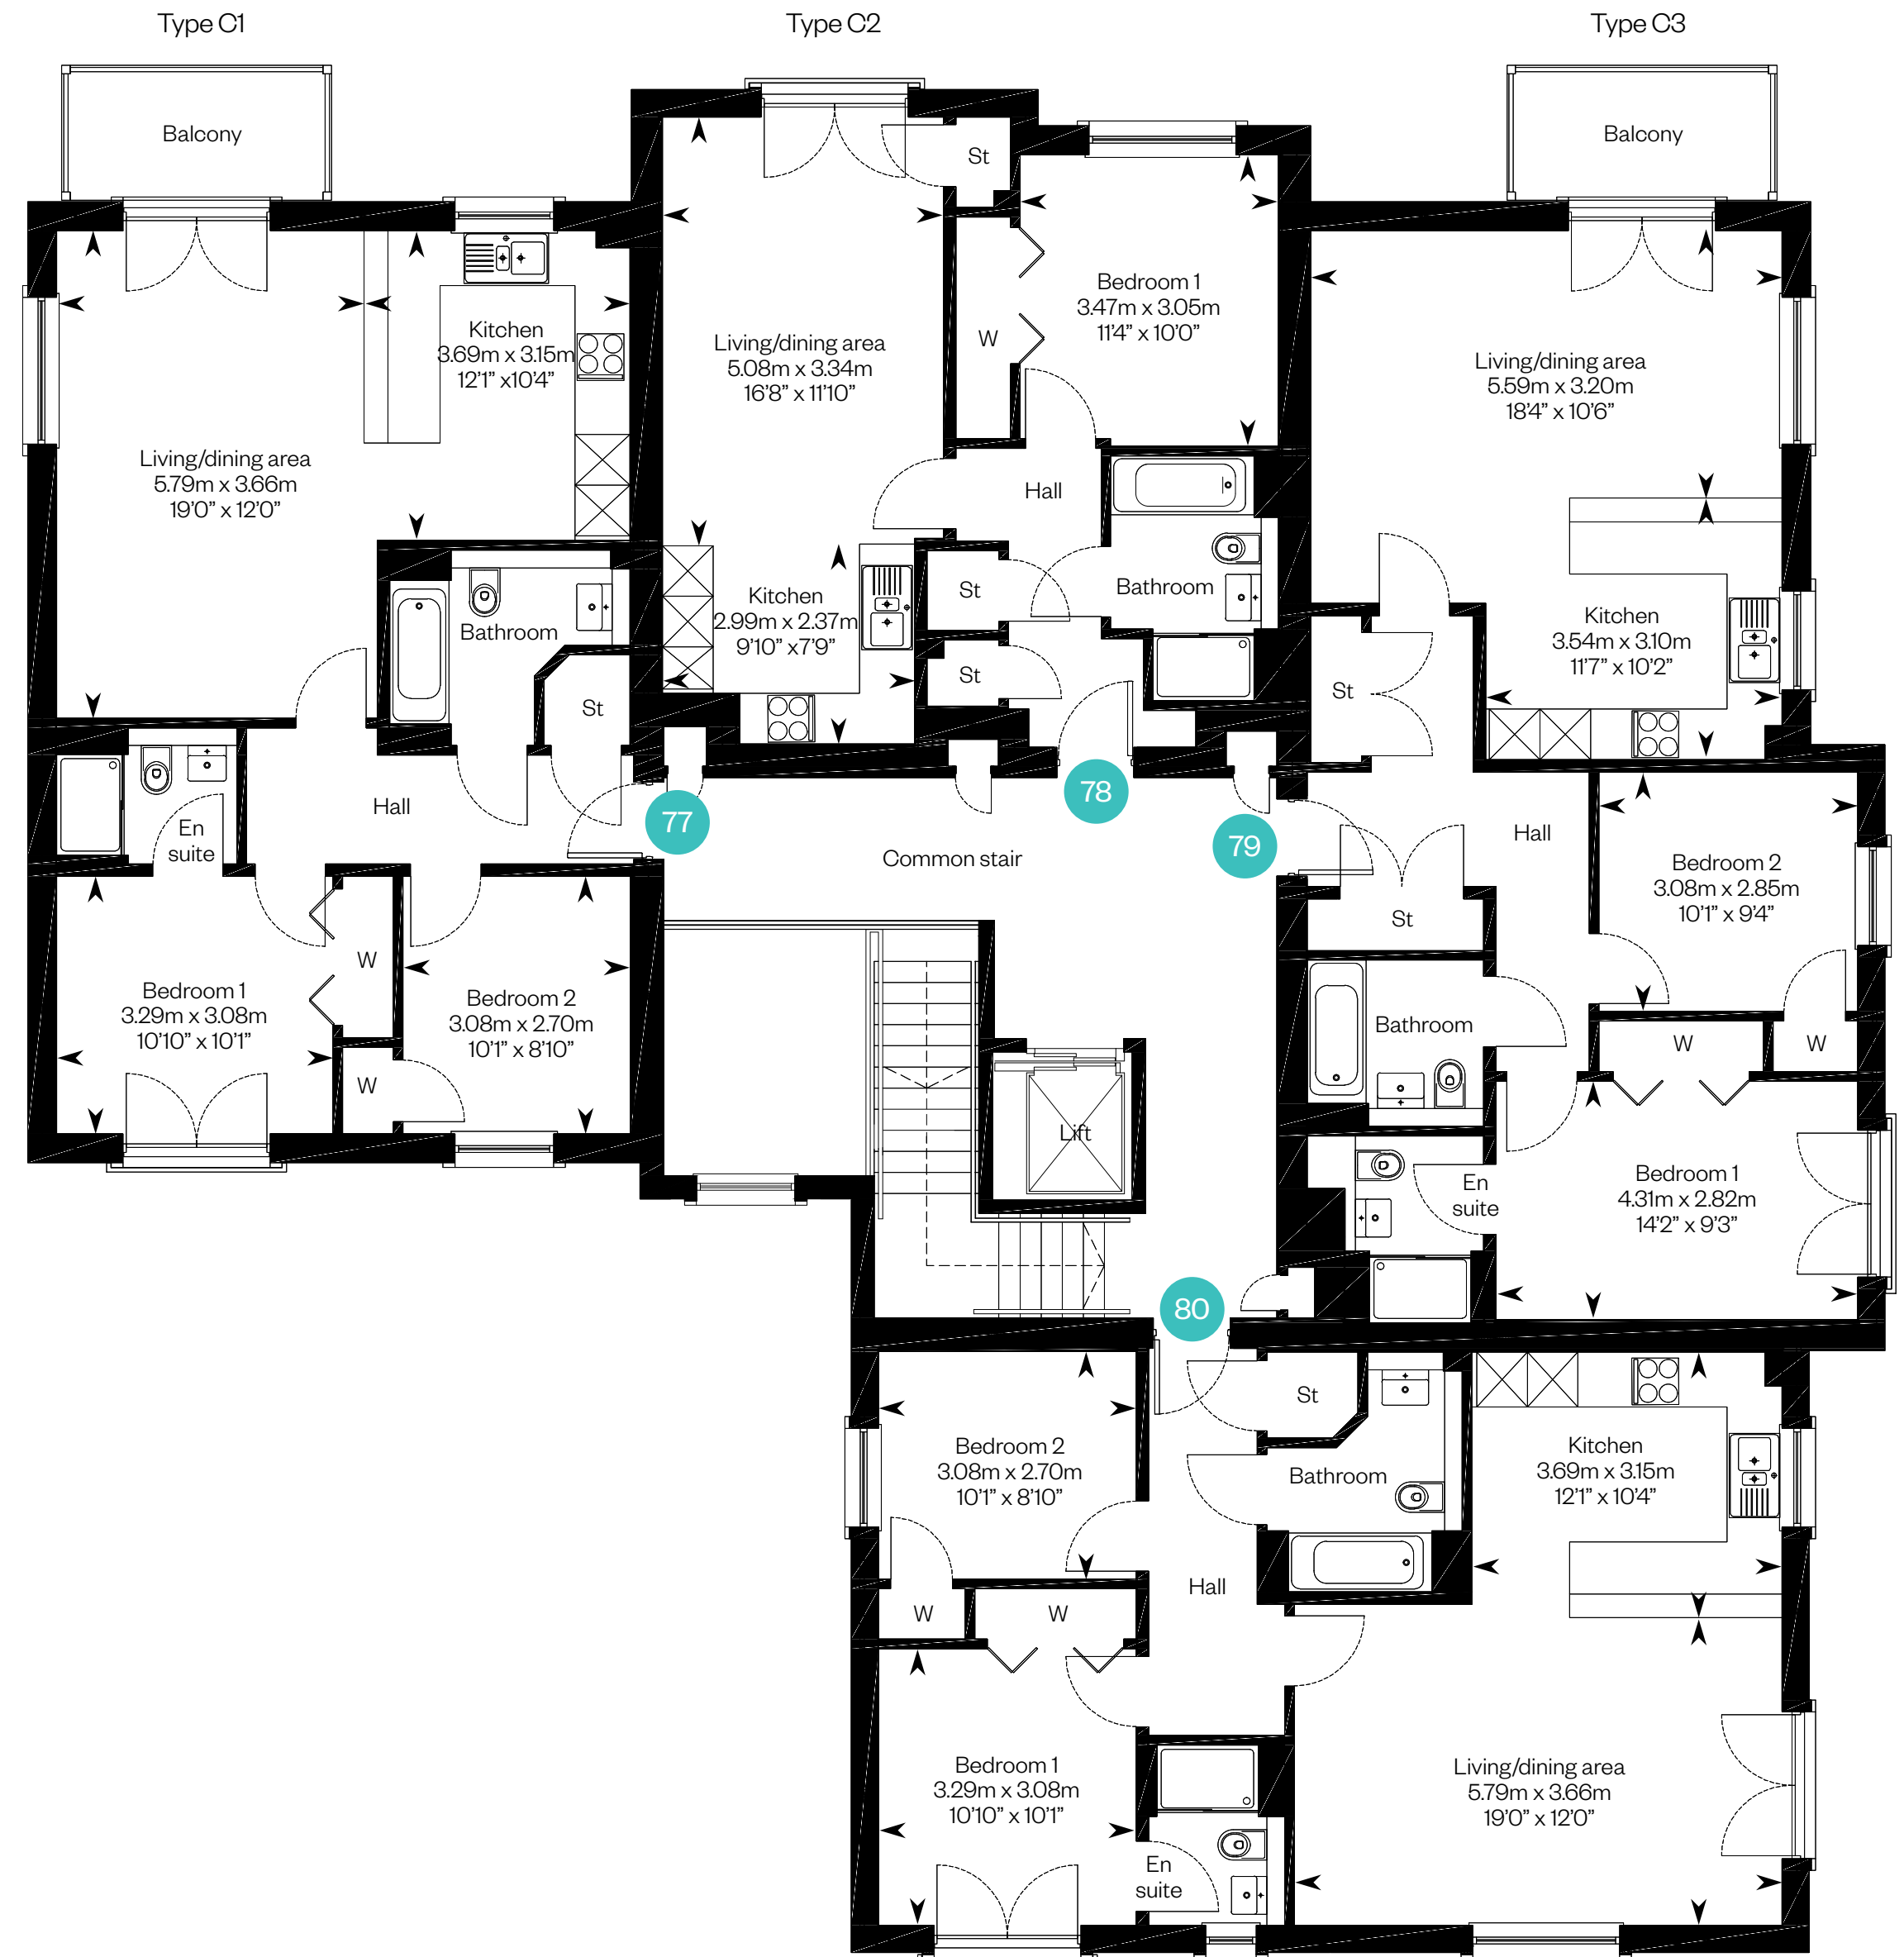 Type C1
Type C2
Type C3
Balcony
Kitchen
3.69m x 3.15m
12'1” x10'4”
Living/dining area
5.79m x 3.66m
19'0” x 12'0”
Bathroom
St
En
suite
Hall
77
Bedroom 1
3.29m x 3.08m
10'10” x 10'1”
W
W
Bedroom 2
3.08m x 2.70m
10'1” x 8'10”
St
Living/dining area
5.08m x 3.34m
16'8” x 11'10”
W
Bedroom 1
3.47m x 3.05m
11'4” x 10'0”
Hall
St
Bathroom
Kitchen
2.99m x 2.37m
9'10” x7'9”
St
78
Common stair
Lift
Balcony
Living/dining area
5.59m x 3.20m
18'4” x 10'6”
Kitchen
3.54m x 3.10m
11'7” x 10'2”
St
79
Hall
St
Bedroom 2
3.08m x 2.85m
10'1” x 9'4”
W
W
Bathroom
En
suite
Bedroom 1
4.31m x 2.82m
14'2” x 9'3”
80
St
Bathroom
Bedroom 2
3.08m x 2.70m
10'1” x 8'10”
Kitchen
3.69m x 3.15m
12'1” x 10'4”
Hall
W
W
Bedroom 1
3.29m x 3.08m
10'10” x 10'1”
Living/dining area
5.79m x 3.66m
19'0” x 12'0”
En
suite